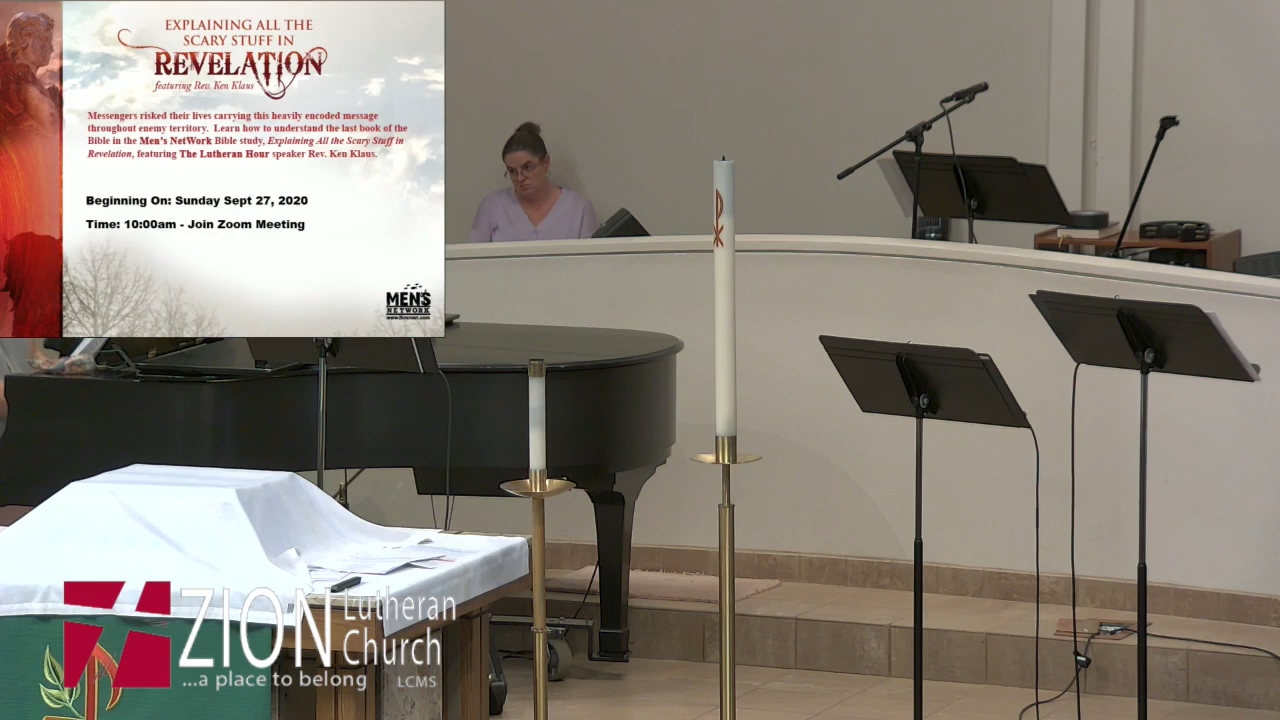 EXPLAINING ALL THE
SCARY STUFF IN
REVELATION
featuring Rev. Ken Klaus
Messengers risked their lives carrying this heavily encoded message
throughout enemy territory. Learn how to understand the last book of the
Bible in the Men's NetWork Bible study, Explaining All the Scary Stuff in
Revelation, featuring The Lutheran Hour speaker Rev. Ken Klaus.
Beginning On: Sunday Sept 27, 2020
Time: 10:00am - Join Zoom Meeting
MEN'S
NETWORK
www.lhmmen.com
ZION Lutheran
Church
...a place to belong LCMS